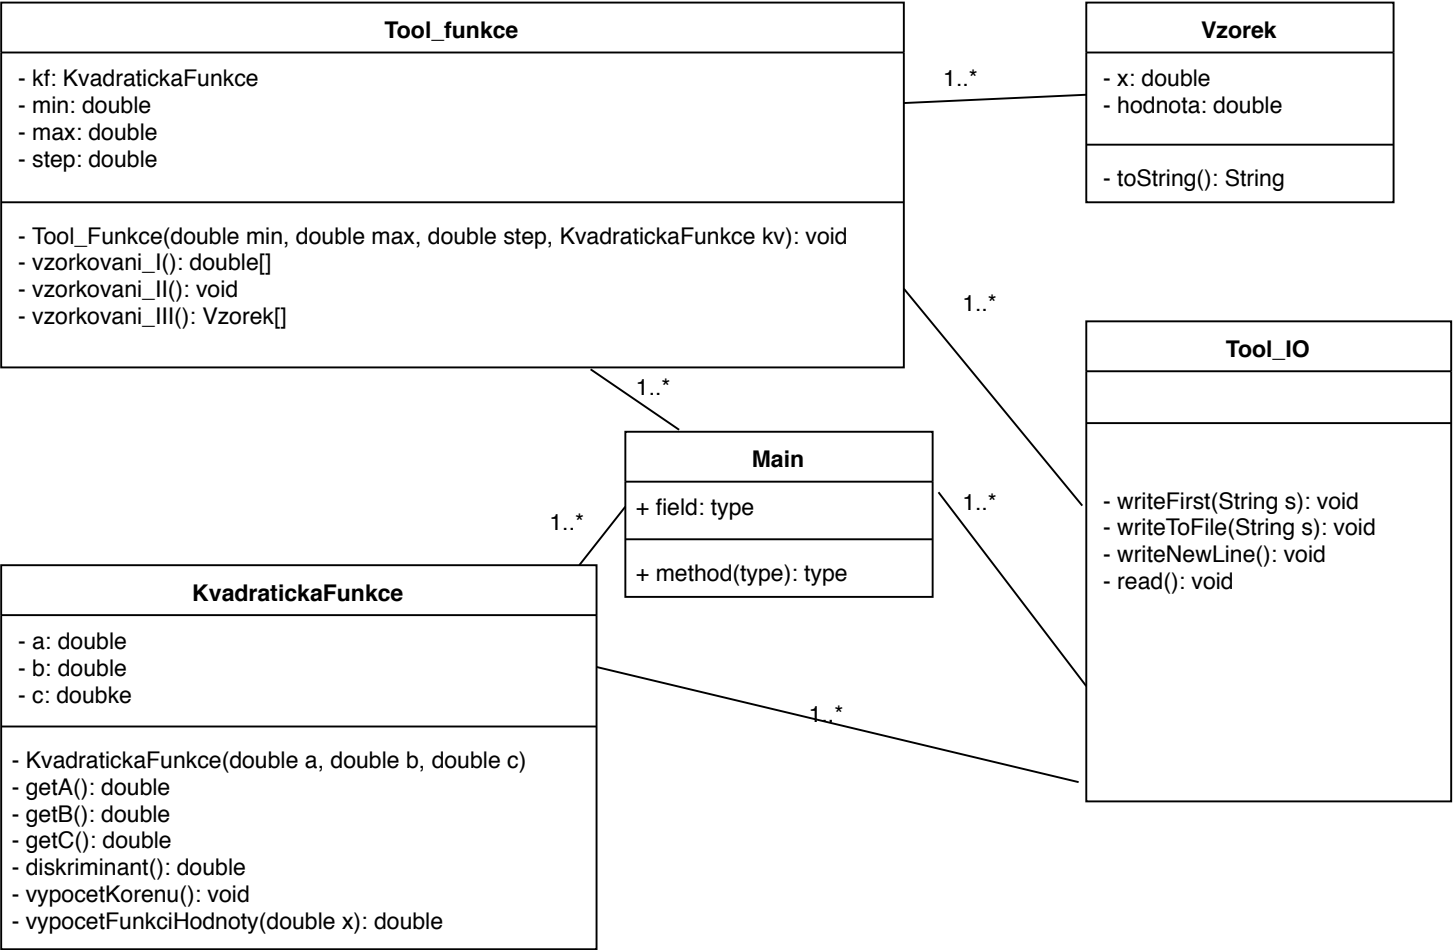 Tool_funkce
- kf: KvadratickaFunkce
- min: double
- max: double
- step: double
- Tool_Funkce(double min, double max, double step, KvadratickaFunkce kv): void
- vzorkovani_I(): double[]
- vzorkovani_II(): void
- vzorkovani_III(): Vzorek[]
1..*
Vzorek
- x: double
- hodnota: double
- toString(): String
1..*
Tool_IO
- writeFirst(String s): void
- writeToFile(String s): void
- writeNewLine(): void
- read(): void
1..*
Main
+ field: type
+ method(type): type
1..*
1..*
KvadratickaFunkce
- a: double
- b: double
- c: doubke
- KvadratickaFunkce(double a, double b, double c)
- getA(): double
- getB(): double
- getC(): double
- diskriminant(): double
- vypocetKorenu(): void
- vypocetFunkciHodnoty(double x): double
1..*